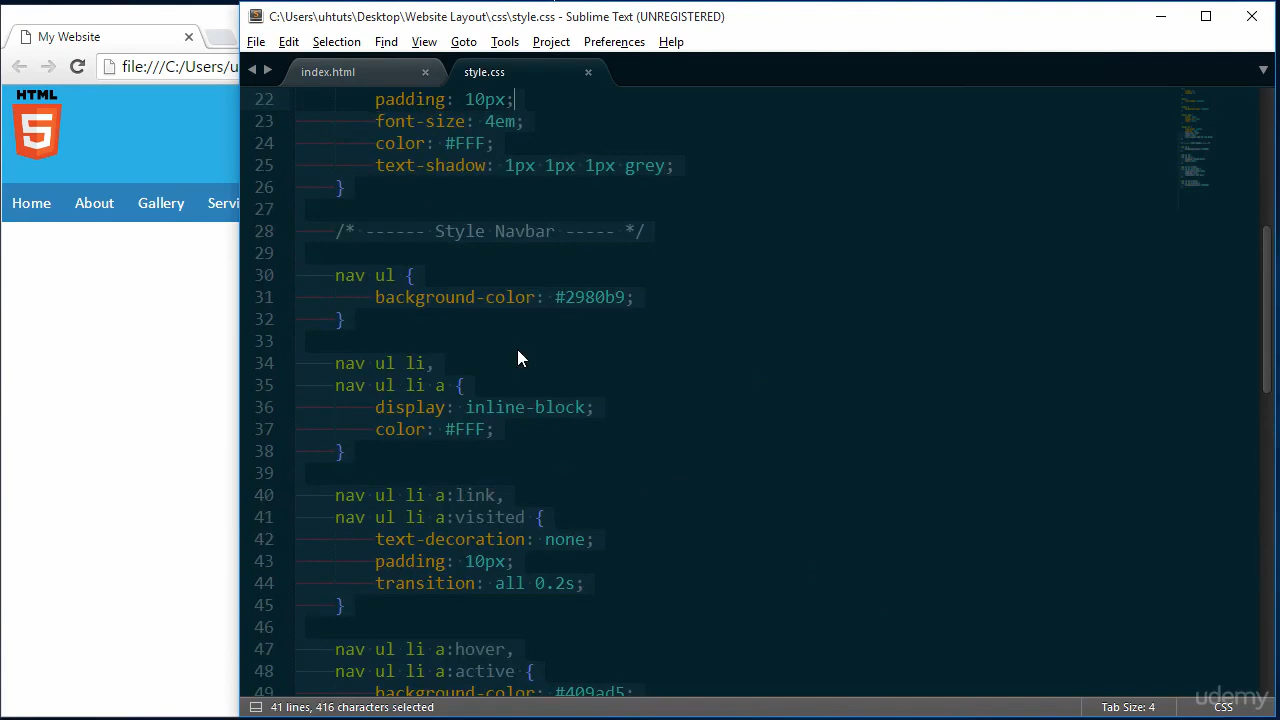 C:\Users\uhtuts\Desktop\Website Layout\css\style.css - Sublime Text (UNREGISTERED)
My Website
File Edit Selection Find View Goto Tools Project Preferences Help
file:///C:/Users/u
index.html
style.css
HTML
5
Home About Gallery Servi
22 padding: 10px;
23 font-size: 4em;
24 color: #FFF;
25 text-shadow: 1px 1px 1px grey;
26 }
27
28 /* ------ Style Navbar ----- */
29
30 nav ul {
31 background-color: #2980b9;
32 }
33
34 nav ul li,
35 nav ul li a {
36 display: inline-block;
37 color: #FFF;
38 }
39
40 nav ul li a:link,
41 nav ul li a:visited {
42 text-decoration: none;
43 padding: 10px;
44 transition: all 0.2s;
45 }
46
47 nav ul li a:hover,
48 nav ul li a:active {
49 background-color: #409ad5;
41 lines, 416 characters selected
Tab Size: 4
CSS
udemy